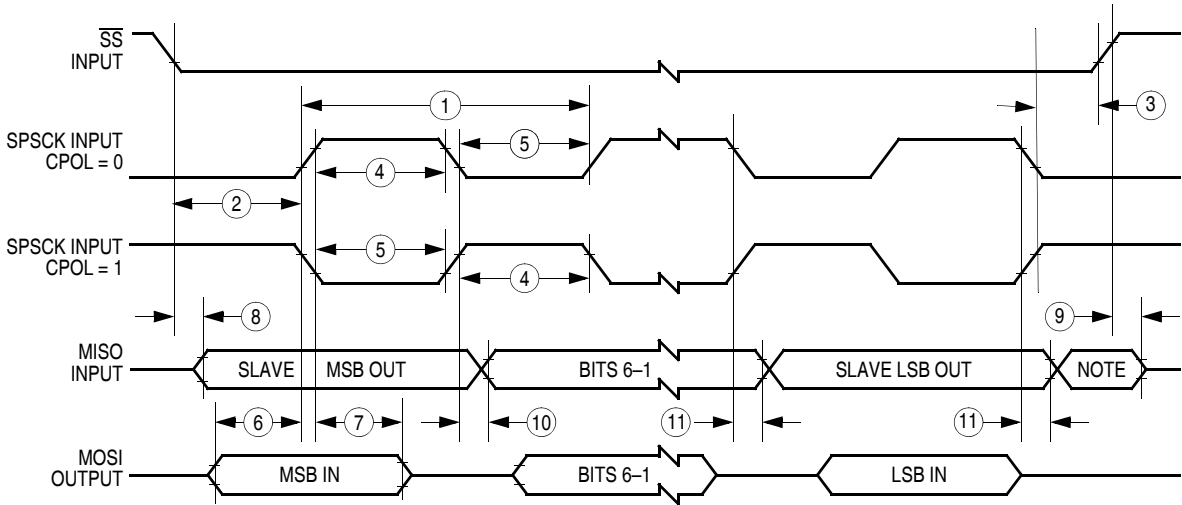 SS
INPUT
1
3
SPSCK INPUT
CPOL = 0
5
4
2
SPSCK INPUT
CPOL = 1
5
4
8
9
MISO
INPUT
SLAVE MSB OUT
BITS 6–1
SLAVE LSB OUT
NOTE
6
7
10
11
11
MOSI
OUTPUT
MSB IN
BITS 6–1
LSB IN